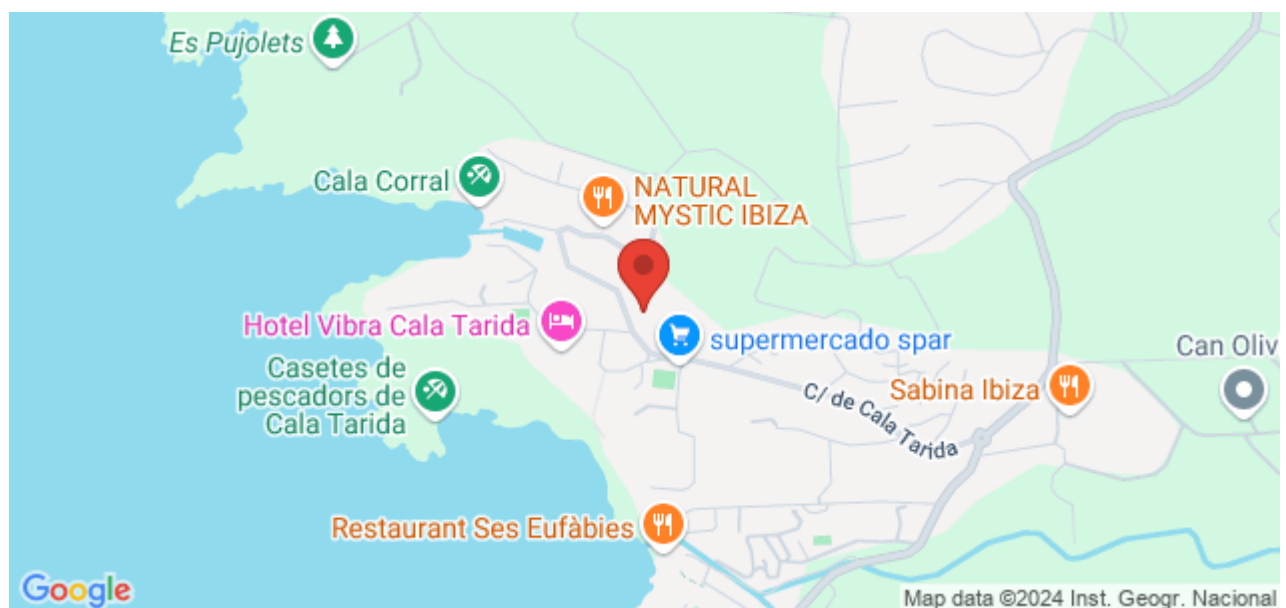 Es Pujolets
Cala Corral
NATURAL
MYSTIC IBIZA
Hotel Vibra Cala Tarida
supermercado spar
Can Oliv
Casetes de
pescadors de
Cala Tarida
Sabina Ibiza
C/ de Cala Tarida
Restaurant Ses Eufàbies
Google
Map data ©2024 Inst. Geogr. Nacional